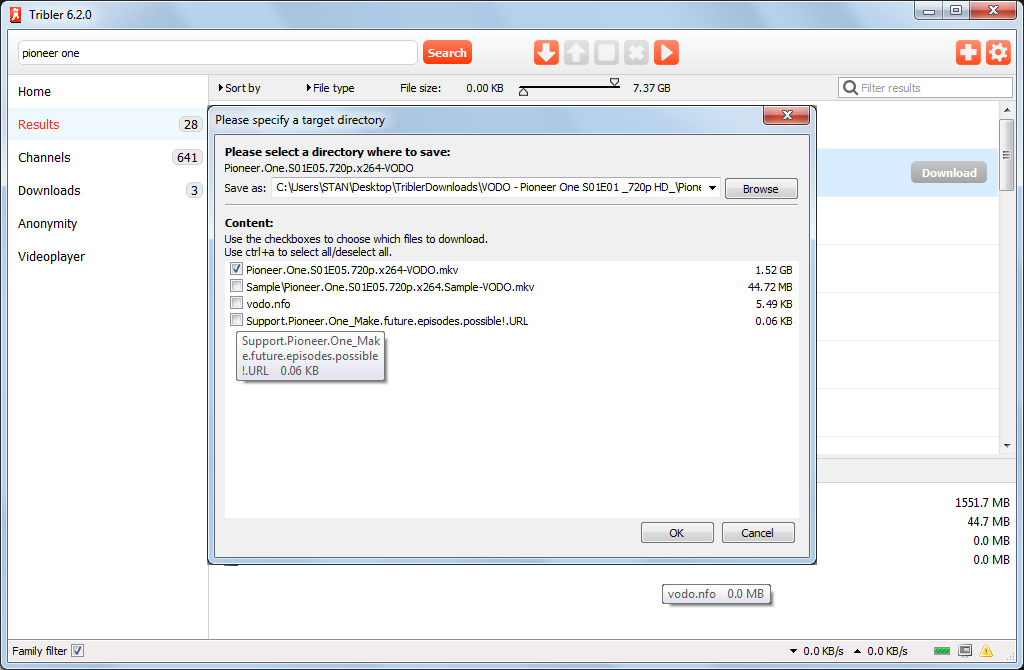 Tribler 6.2.0
pioneer one
Search
Home
Results 28
Channels 641
Downloads 3
Anonymity
Videoplayer
Sort by File type File size: 0.00 KB 7.37 GB
Filter results
Download
Please specify a target directory
Please select a directory where to save:
Pioneer.One.S01E05.720p.x264-VODO
Save as: C:\Users\STAN\Desktop\TriblerDownloads\VODO - Pioneer One S01E01 _720p HD_\Pione
Browse
Content:
Use the checkboxes to choose which files to download.
Use ctrl+a to select all/deselect all.
Pioneer.One.S01E05.720p.x264-VODO.mkv 1.52 GB
Sample\Pioneer.One.S01E05.720p.x264.Sample-VODO.mkv 44.72 MB
vodo.nfo 5.49 KB
Support.Pioneer.One_Make.future.episodes.possible!.URL 0.06 KB
Support.Pioneer.One_Mak
e.future.episodes.possible
!.URL 0.06 KB
OK Cancel
1551.7 MB
44.7 MB
0.0 MB
0.0 MB
vodo.nfo 0.0 MB
Family filter
0.0 KB/s 0.0 KB/s